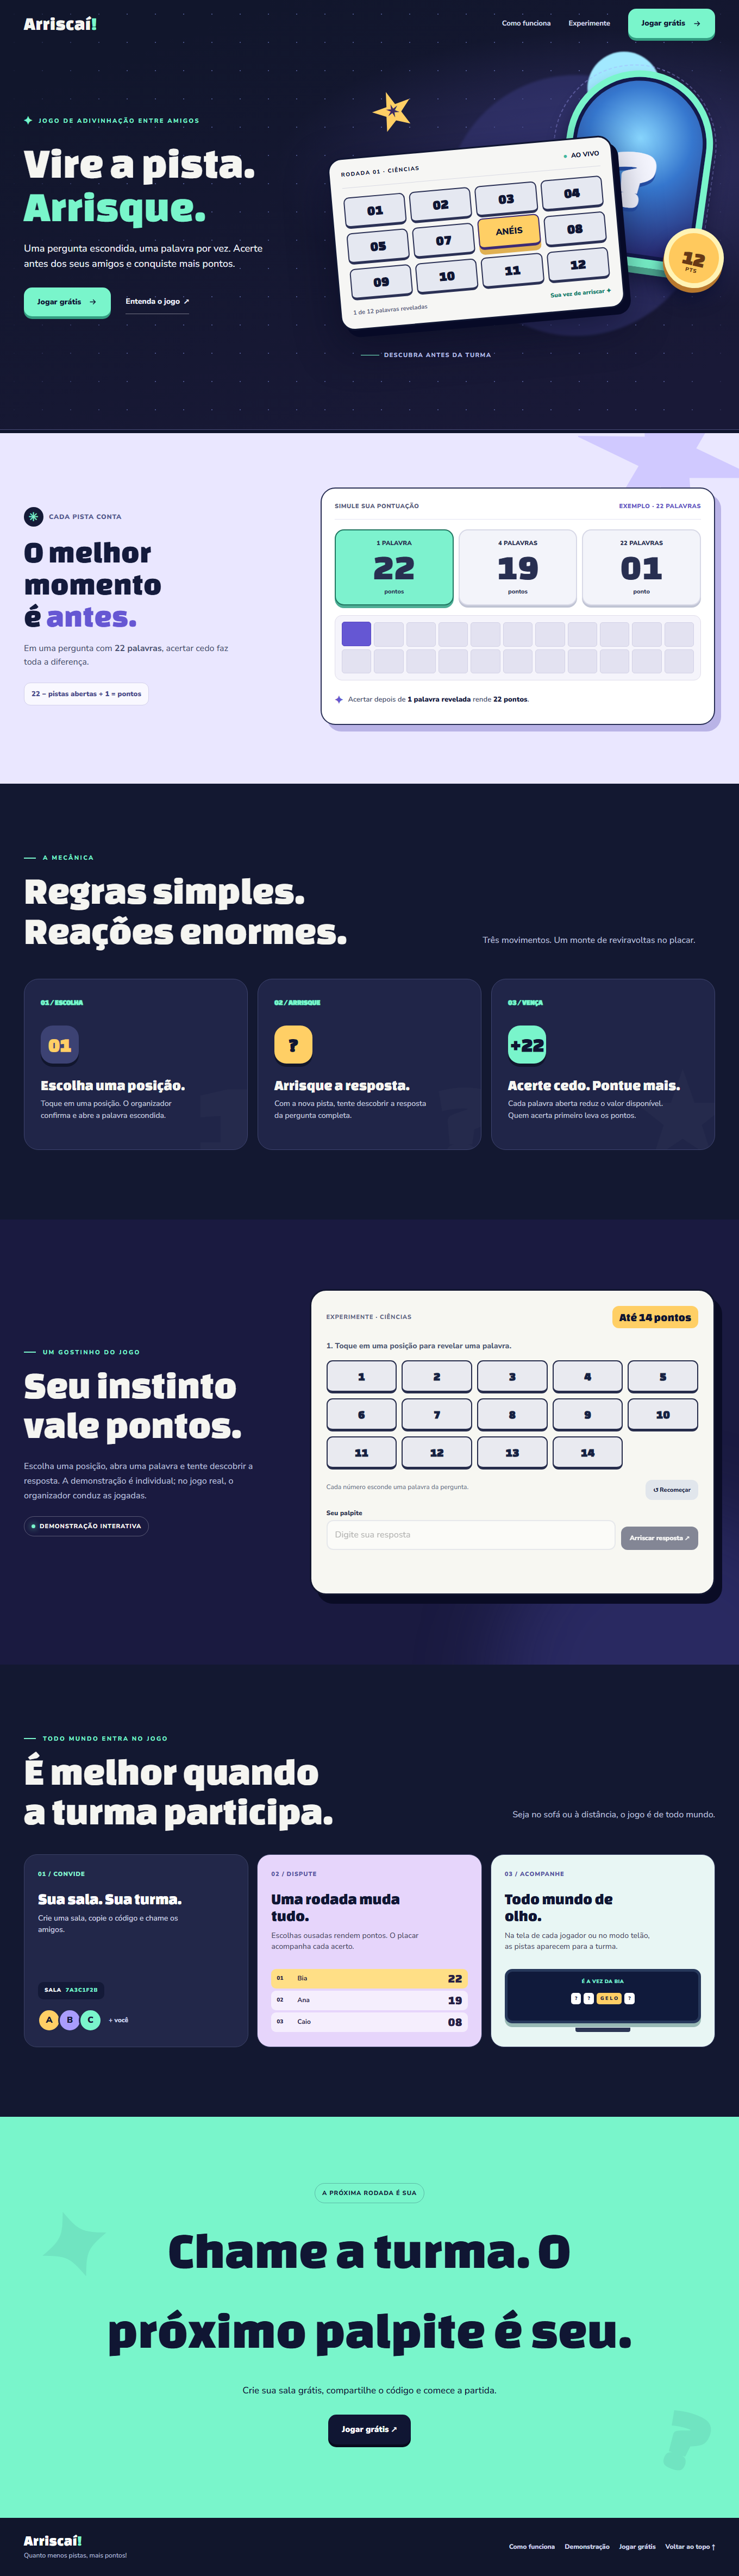 Arriscaí!
Como funciona
Experimente
Jogar grátis →
JOGO DE ADIVINHAÇÃO ENTRE AMIGOS
Vire a pista.
Arrisque.
Uma pergunta escondida, uma palavra por vez. Acerte
antes dos seus amigos e conquiste mais pontos.
Jogar grátis →
Entenda o jogo ↗
RODADA 01 · CIÊNCIAS
AO VIVO
01 02 03 04
05 07 ANÉIS 08
09 10 11 12
1 de 12 palavras reveladas
Sua vez de arriscar ✦
?
12
PTS
DESCUBRA ANTES DA TURMA
CADA PISTA CONTA
O melhor
momento
é antes.
Em uma pergunta com 22 palavras, acertar cedo faz
toda a diferença.
22 − pistas abertas + 1 = pontos
SIMULE SUA PONTUAÇÃO
EXEMPLO · 22 PALAVRAS
1 PALAVRA
22
pontos
4 PALAVRAS
19
pontos
22 PALAVRAS
01
ponto
Acertar depois de 1 palavra revelada rende 22 pontos.
A MECÂNICA
Regras simples.
Reações enormes.
Três movimentos. Um monte de reviravoltas no placar.
01 / ESCOLHA
01
Escolha uma posição.
Toque em uma posição. O organizador
confirma e abre a palavra escondida.
02 / ARRISQUE
?
Arrisque a resposta.
Com a nova pista, tente descobrir a resposta
da pergunta completa.
03 / VENÇA
+22
Acerte cedo. Pontue mais.
Cada palavra aberta reduz o valor disponível.
Quem acerta primeiro leva os pontos.
UM GOSTINHO DO JOGO
Seu instinto
vale pontos.
Escolha uma posição, abra uma palavra e tente descobrir a
resposta. A demonstração é individual; no jogo real, o
organizador conduz as jogadas.
DEMONSTRAÇÃO INTERATIVA
EXPERIMENTE · CIÊNCIAS
Até 14 pontos
1. Toque em uma posição para revelar uma palavra.
1 2 3 4 5
6 7 8 9 10
11 12 13 14
Cada número esconde uma palavra da pergunta.
↺ Recomeçar
Seu palpite
Digite sua resposta
Arriscar resposta ↗
TODO MUNDO ENTRA NO JOGO
É melhor quando
a turma participa.
Seja no sofá ou à distância, o jogo é de todo mundo.
01 / CONVIDE
Sua sala. Sua turma.
Crie uma sala, copie o código e chame os
amigos.
SALA 7A3C1F2B
A B C + você
02 / DISPUTE
Uma rodada muda
tudo.
Escolhas ousadas rendem pontos. O placar
acompanha cada acerto.
01 Bia 22
02 Ana 19
03 Caio 08
03 / ACOMPANHE
Todo mundo de
olho.
Na tela de cada jogador ou no modo telão,
as pistas aparecem para a turma.
É A VEZ DA BIA
? ? GELO ?
A PRÓXIMA RODADA É SUA
Chame a turma. O
próximo palpite é seu.
Crie sua sala grátis, compartilhe o código e comece a partida.
Jogar grátis ↗
?
Arriscaí!
Quanto menos pistas, mais pontos!
Como funciona
Demonstração
Jogar grátis
Voltar ao topo ↑